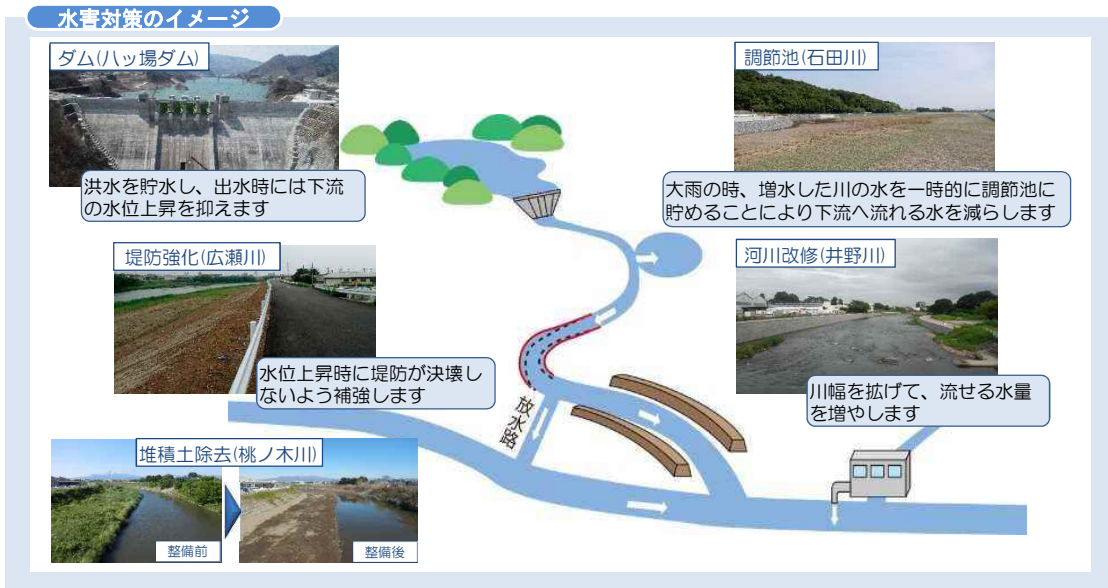 水害対策のイメージ
ダム(八ッ場ダム)
洪水を貯水し、出水時には下流
の水位上昇を抑えます
調節池(石田川)
大雨の時、増水した川の水を一時的に調節池に
貯めることにより下流へ流れる水を減らします
堤防強化(広瀬川)
水位上昇時に堤防が決壊し
ないよう補強します
河川改修(井野川)
川幅を拡げて、流せる水量
を増やします
放水路
堆積土除去(桃ノ木川)
整備前
整備後